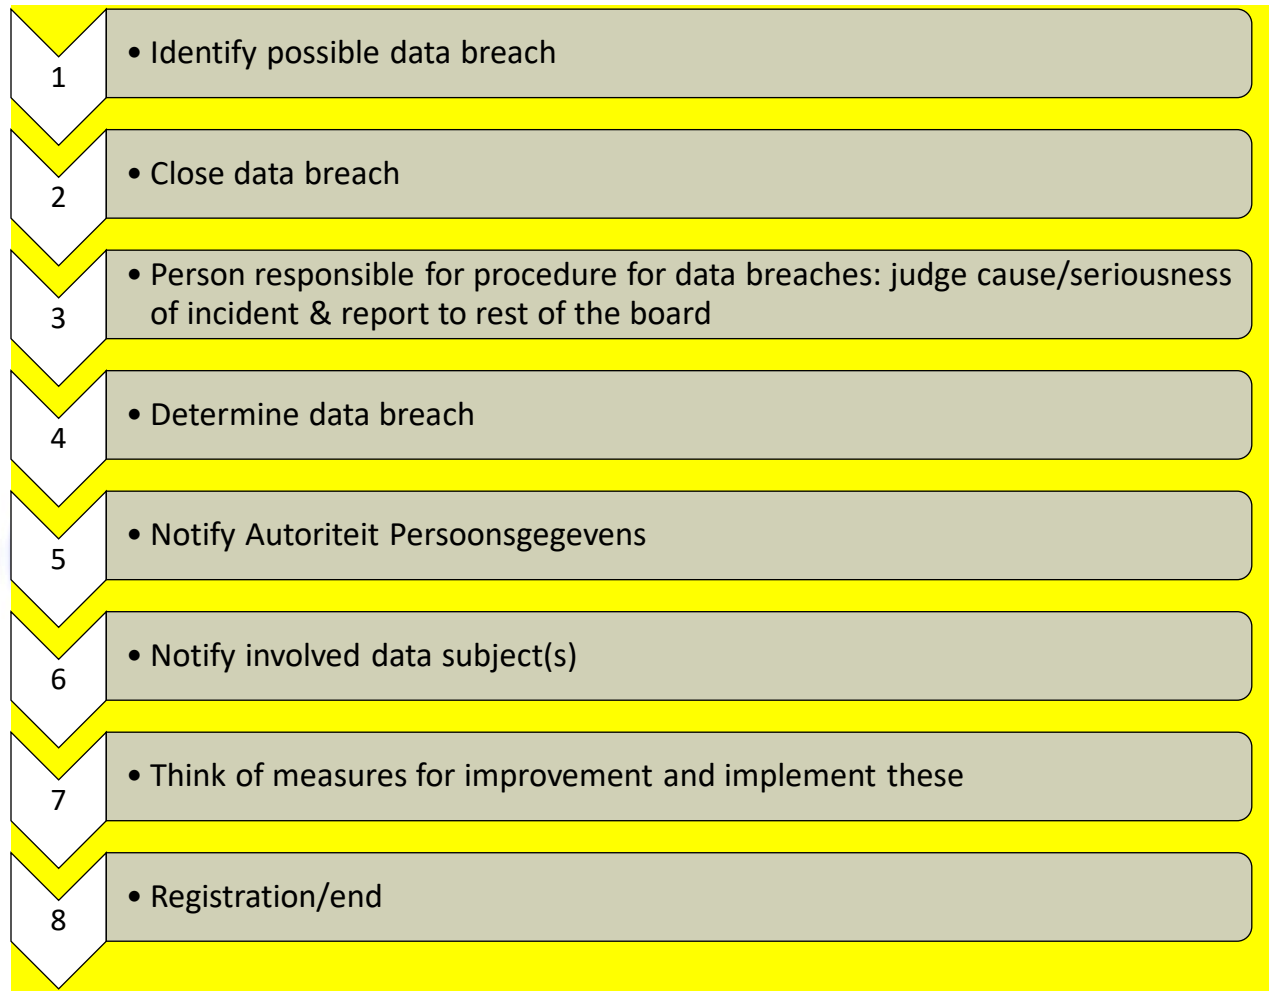 1
• Identify possible data breach
2
• Close data breach
3
• Person responsible for procedure for data breaches: judge cause/seriousness
of incident & report to rest of the board
4
• Determine data breach
5
• Notify Autoriteit Persoonsgegevens
6
• Notify involved data subject(s)
7
• Think of measures for improvement and implement these
8
• Registration/end